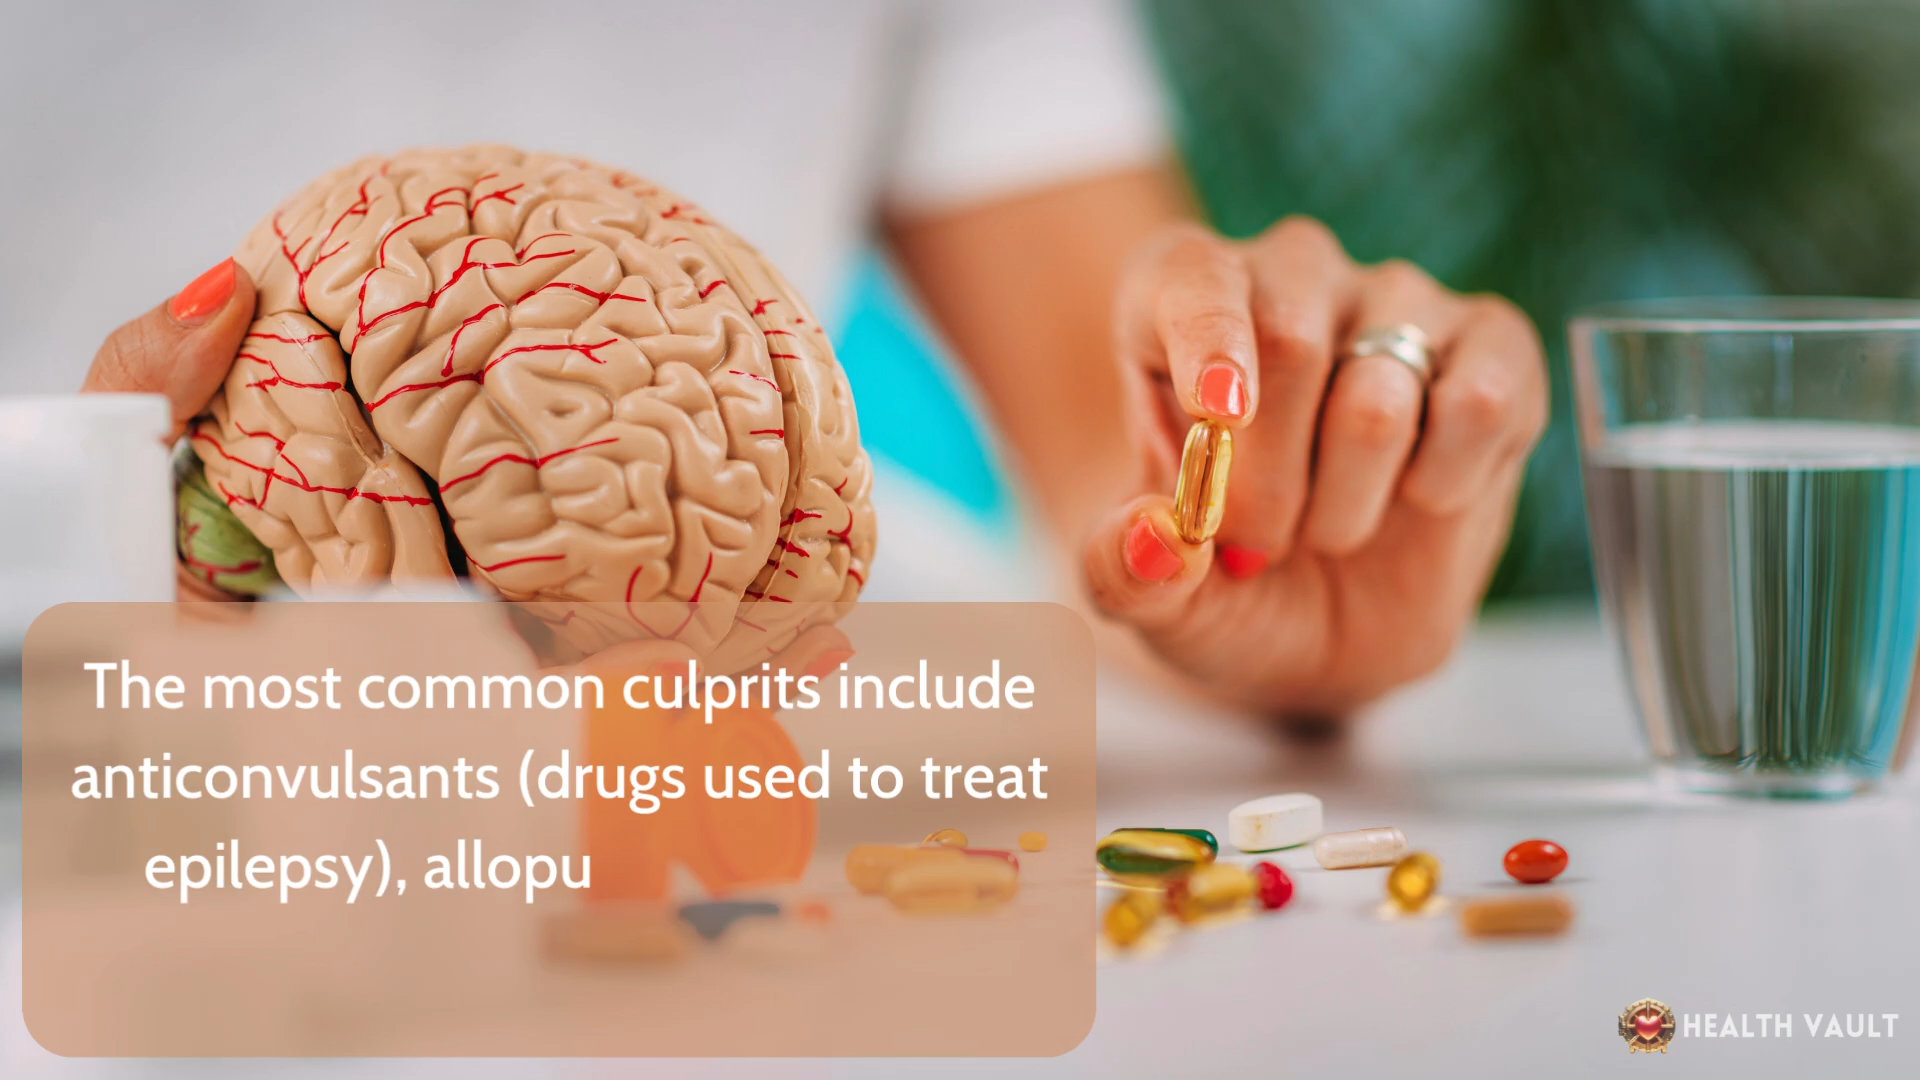 The most common culprits include
anticonvulsants (drugs used to treat
epilepsy), allopu
HEALTH VAULT